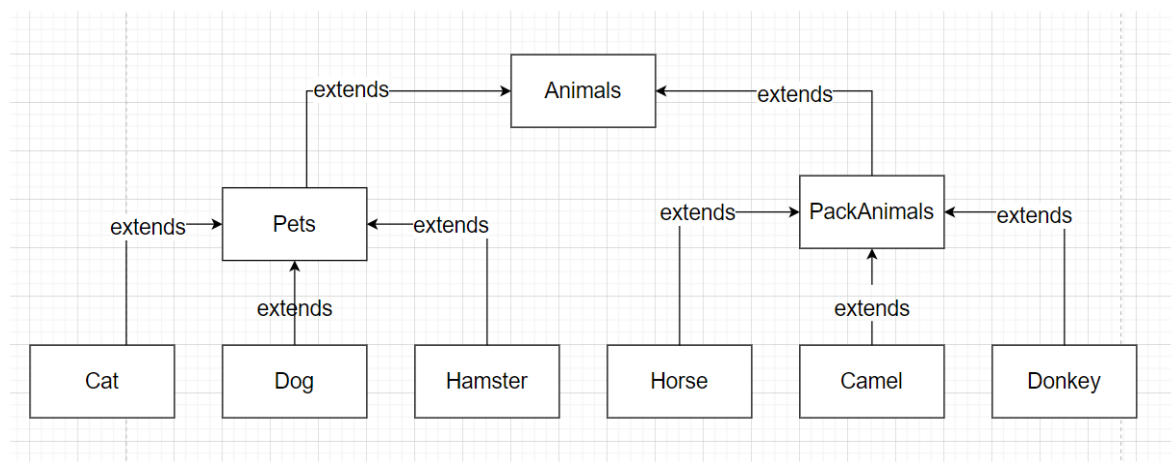 Animals
extends
extends
Pets
PackAnimals
extends
extends
extends
extends
extends
extends
Cat
Dog
Hamster
Horse
Camel
Donkey